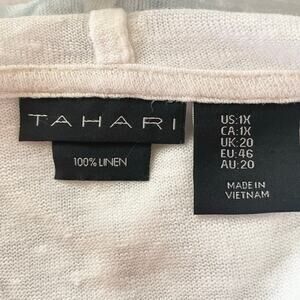 TAHARI
100% LINEN
US:1X
CA:1X
UK:20
EU:46
AU:20
MADE IN
VIETNAM